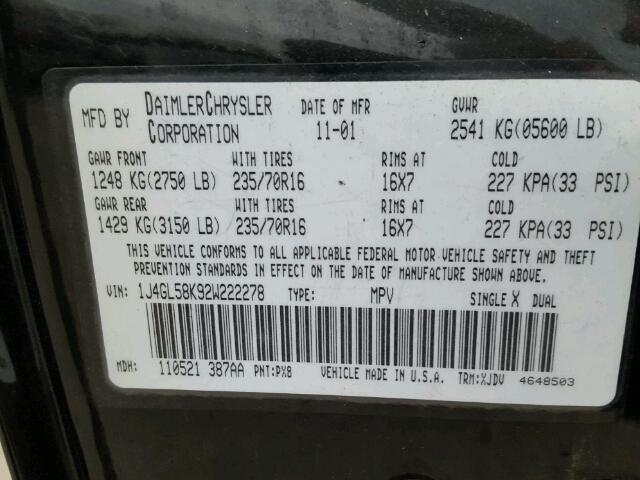 MFD BY DAIMLERCHRYSLER CORPORATION DATE OF MFR 11-01 GVWR 2541 KG(05600 LB)
GAWR FRONT WITH TIRES RIMS AT COLD
1248 KG(2750 LB) 235/70R16 16X7 227 KPA(33 PSI)
GAWR REAR WITH TIRES RIMS AT COLD
1429 KG(3150 LB) 235/70R16 16X7 227 KPA(33 PSI)
THIS VEHICLE CONFORMS TO ALL APPLICABLE FEDERAL MOTOR VEHICLE SAFETY AND THEFT
PREVENTION STANDARDS IN EFFECT ON THE DATE OF MANUFACTURE SHOWN ABOVE.
VIN: 1J4GL58K92W222278 TYPE: MPV SINGLE X DUAL
MDH: 110521 387AA PNT:PX8 VEHICLE MADE IN U.S.A. TRM:XJDV 4648503